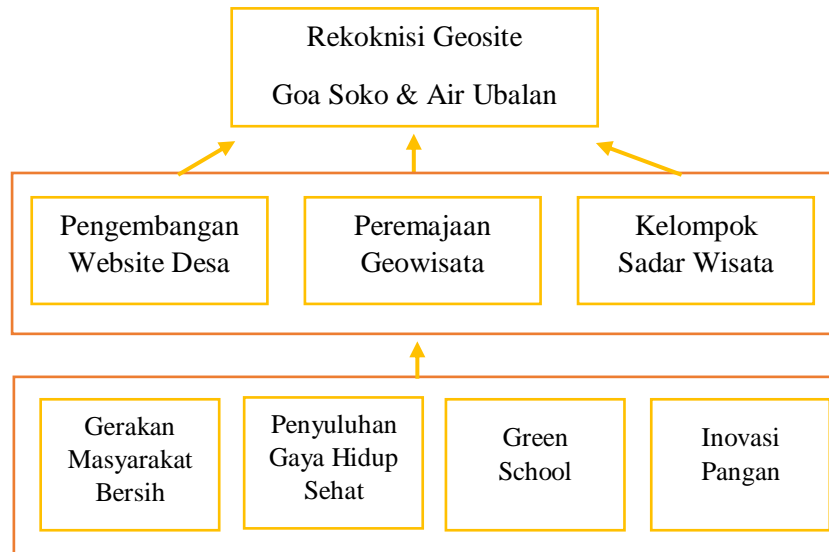 Rekoknisi Geosite
Goa Soko & Air Ubalan
Pengembangan
Website Desa
Peremajaan
Geowisata
Kelompok
Sadar Wisata
Gerakan
Masyarakat
Bersih
Penyuluhan
Gaya Hidup
Sehat
Green
School
Inovasi
Pangan